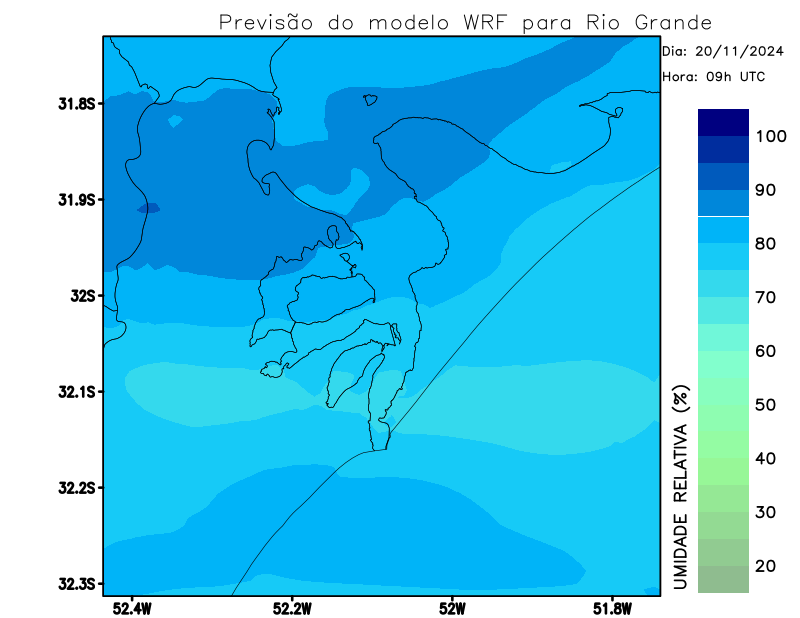 Previsão do modelo WRF para Rio Grande
Dia: 20/11/2024
Hora: 09h UTC
31.8S
31.9S
32S
32.1S
32.2S
32.3S
52.4W
52.2W
52W
51.8W
100
90
80
70
60
50
40
30
20
UMIDADE RELATIVA (%)